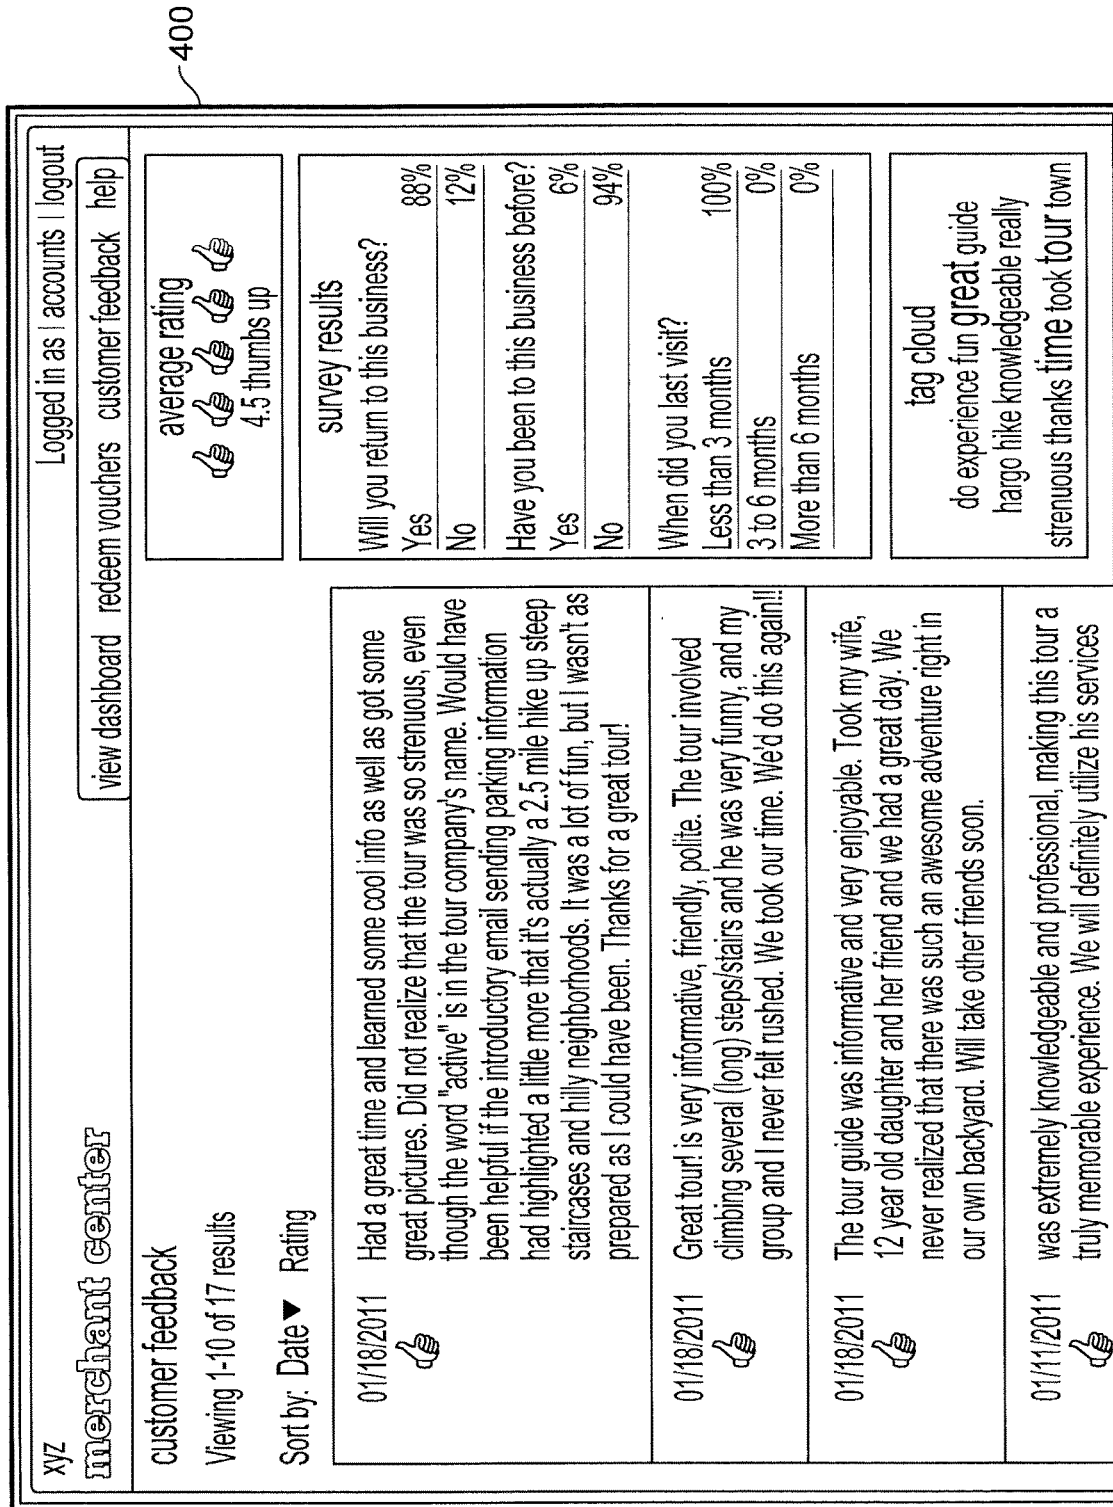 400
xyz
merchant center
Logged in as | accounts | logout
view dashboard redeem vouchers customer feedback help
customer feedback
Viewing 1-10 of 17 results
Sort by: Date ▼ Rating
01/18/2011
Had a great time and learned some cool info as well as got some
great pictures. Did not realize that the tour was so strenuous, even
though the word "active" is in the tour company's name. Would have
been helpful if the introductory email sending parking information
had highlighted a little more that it's actually a 2.5 mile hike up steep
staircases and hilly neighborhoods. It was a lot of fun, but I wasn't as
prepared as I could have been. Thanks for a great tour!
01/18/2011
Great tour! is very informative, friendly, polite. The tour involved
climbing several (long) steps/stairs and he was very funny, and my
group and I never felt rushed. We took our time. We'd do this again!!
01/18/2011
The tour guide was informative and very enjoyable. Took my wife,
12 year old daughter and her friend and we had a great day. We
never realized that there was such an awesome adventure right in
our own backyard. Will take other friends soon.
01/11/2011
was extremely knowledgeable and professional, making this tour a
truly memorable experience. We will definitely utilize his services
average rating
4.5 thumbs up
survey results
Will you return to this business?
Yes 88%
No 12%
Have you been to this business before?
Yes 6%
No 94%
When did you last visit?
Less than 3 months 100%
3 to 6 months 0%
More than 6 months 0%
tag cloud
do experience fun great guide
hargo hike knowledgeable really
strenuous thanks time took tour town